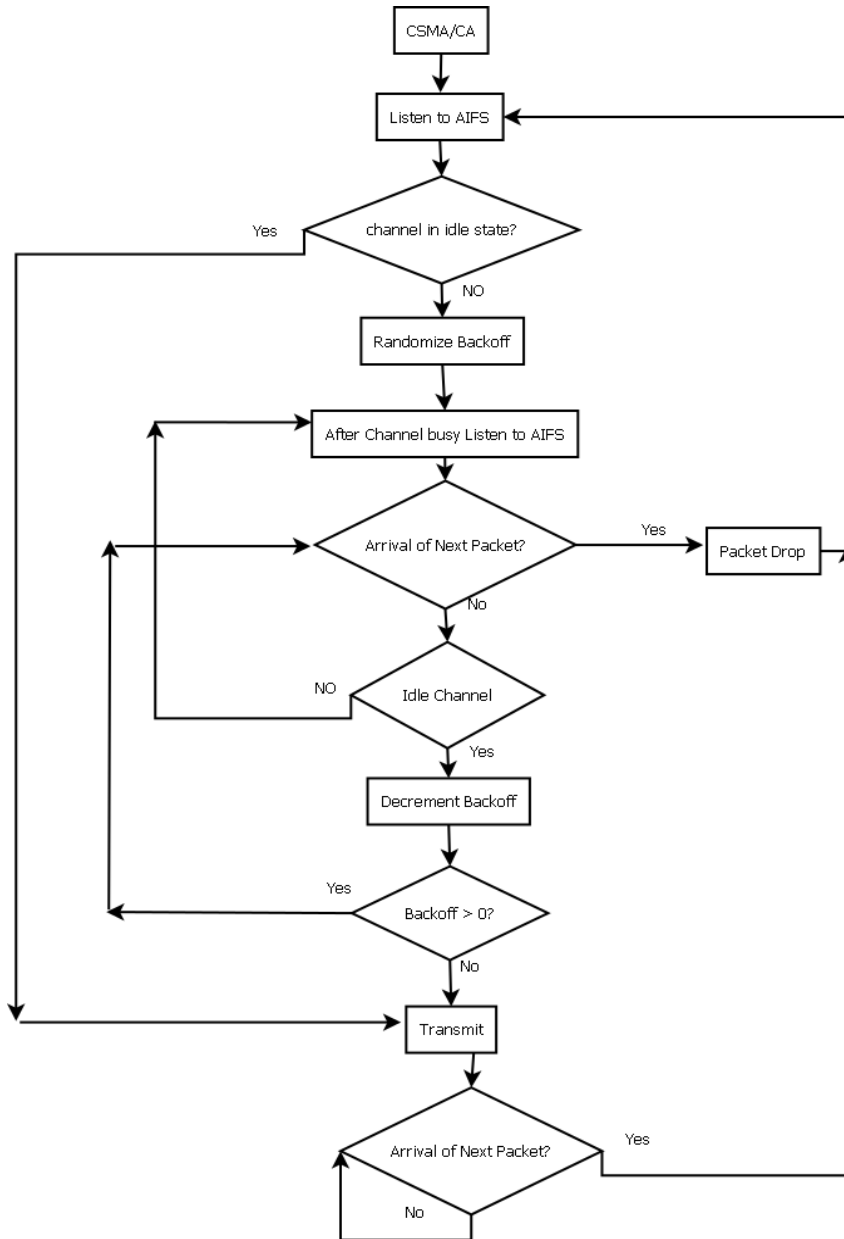 CSMA/CA
Listen to AIFS
channel in idle state?
Yes
NO
Randomize Backoff
After Channel busy Listen to AIFS
Arrival of Next Packet?
Yes
Packet Drop
No
Idle Channel
NO
Yes
Decrement Backoff
Yes
Backoff > 0?
No
Transmit
Arrival of Next Packet?
Yes
No